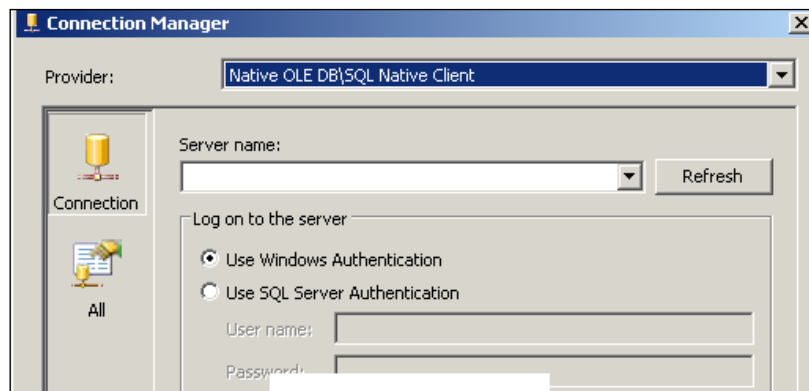 Connection Manager
Provider:
Native OLE DB\SQL Native Client
Server name:
Refresh
Connection
Log on to the server
Use Windows Authentication
Use SQL Server Authentication
All
User name:
Password: